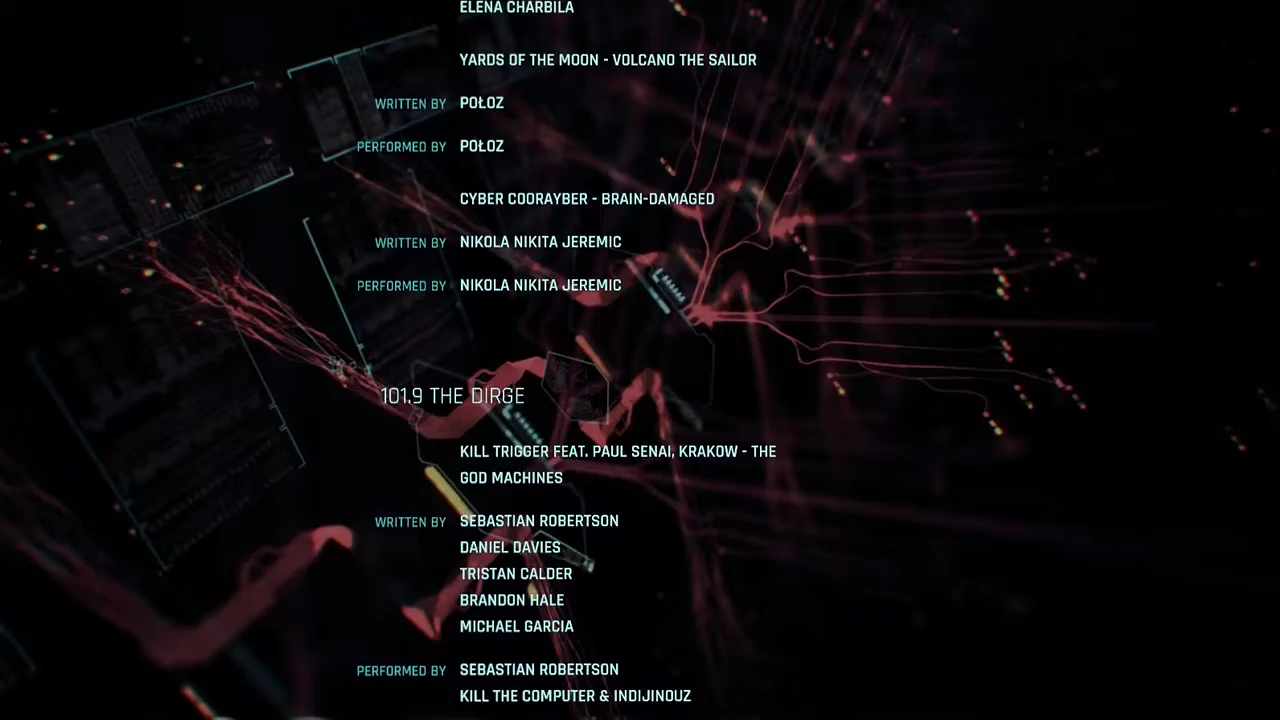 ELENA CHARBILA
YARDS OF THE MOON - VOLCANO THE SAILOR
WRITTEN BY POŁOZ
PERFORMED BY POŁOZ
CYBER COORAYBER - BRAIN-DAMAGED
WRITTEN BY NIKOLA NIKITA JEREMIC
PERFORMED BY NIKOLA NIKITA JEREMIC
101.9 THE DIRGE
KILL TRIGGER FEAT. PAUL SENAI, KRAKOW - THE
GOD MACHINES
WRITTEN BY SEBASTIAN ROBERTSON
DANIEL DAVIES
TRISTAN CALDER
BRANDON HALE
MICHAEL GARCIA
PERFORMED BY SEBASTIAN ROBERTSON
KILL THE COMPUTER & INDIJINOUZ